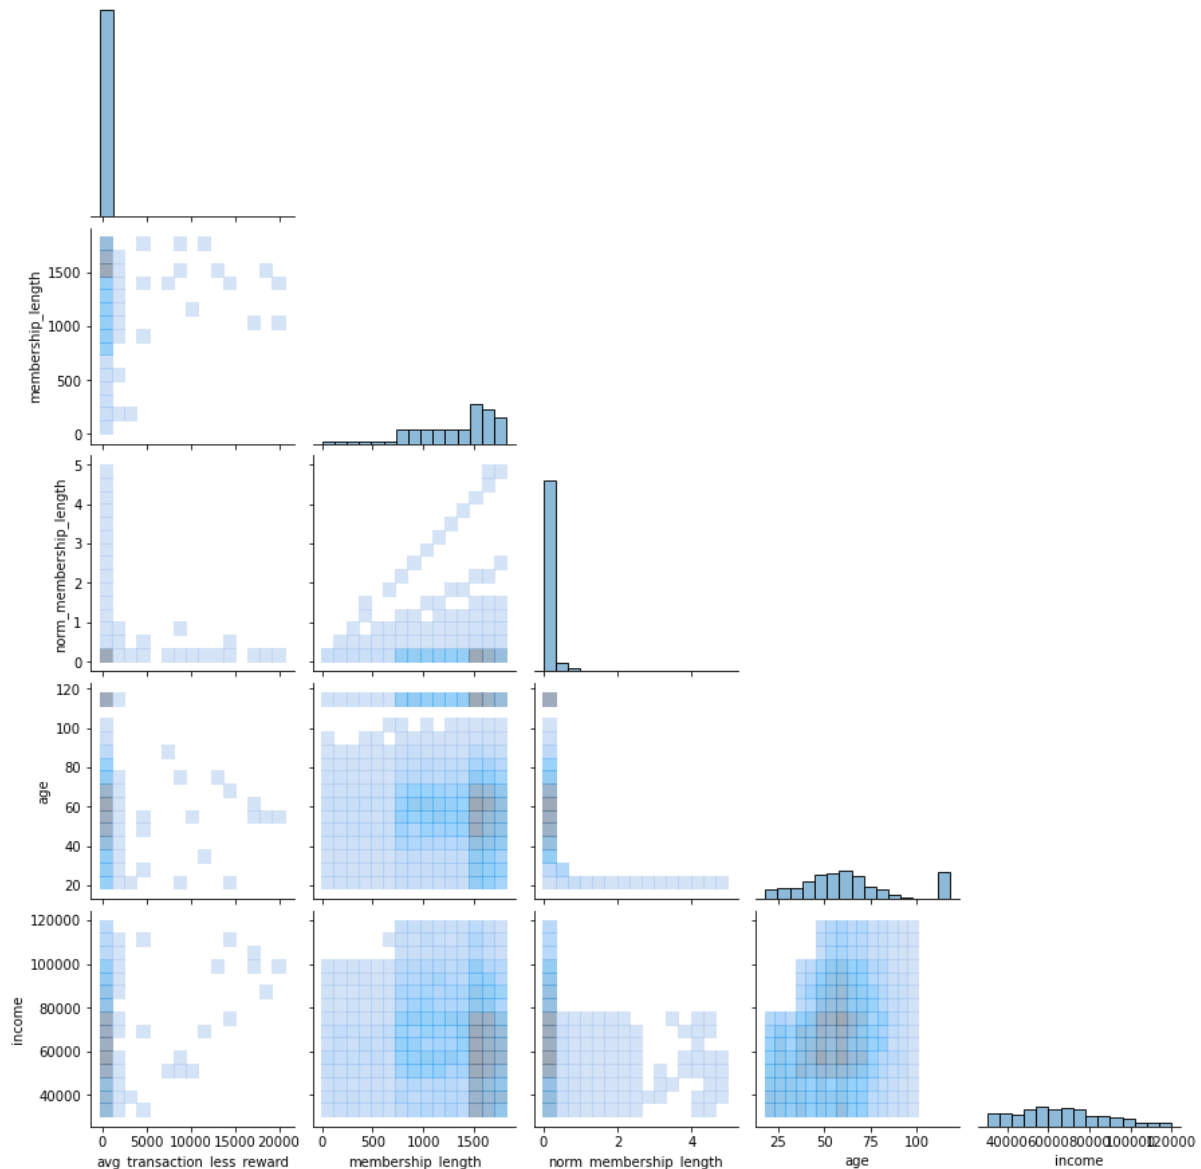 membership_length
1500
1000
500
0
norm_membership_length
5
4
3
2
1
0
age
120
100
80
60
40
20
income
120000
100000
80000
60000
40000
0 5000 10000 15000 20000
avg_transaction_less_reward
0 500 1000 1500
membership_length
0 2 4
norm_membership_length
25 50 75 100
age
40000 60000 80000 100000 120000
income